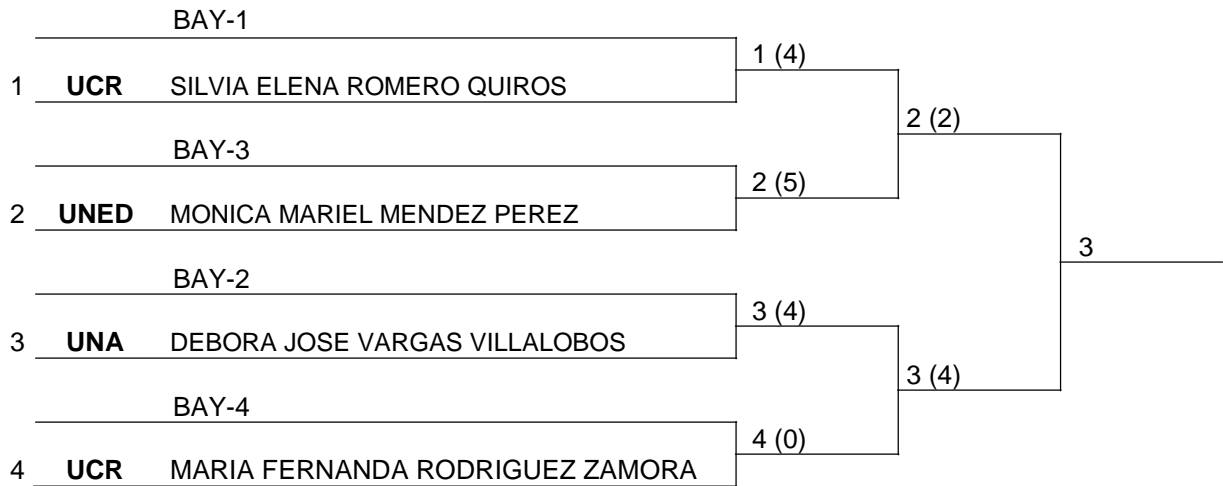 BAY-1
1 (4)
1 UCR SILVIA ELENA ROMERO QUIROS
2 (2)
BAY-3
2 (5)
2 UNED MONICA MARIEL MENDEZ PEREZ
3
BAY-2
3 (4)
3 UNA DEBORA JOSE VARGAS VILLALOBOS
3 (4)
BAY-4
4 (0)
4 UCR MARIA FERNANDA RODRIGUEZ ZAMORA